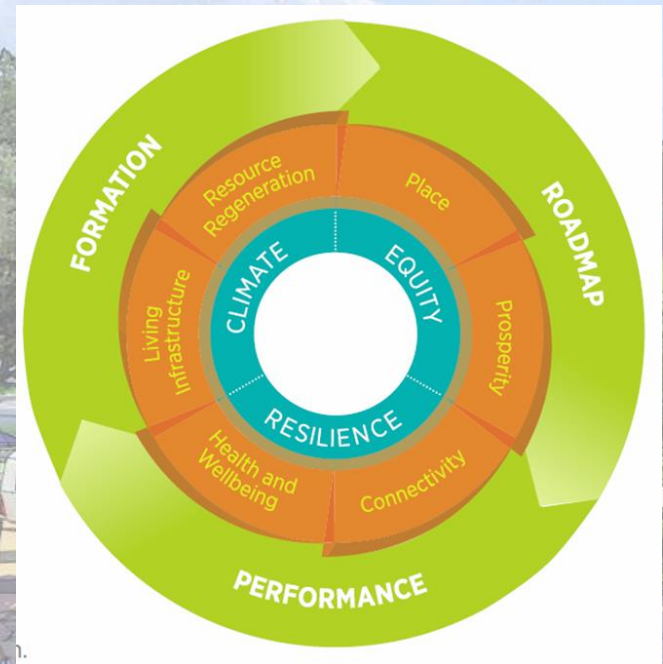 FORMATION
ROADMAP
PERFORMANCE
Resource
Regeneration
Place
Prosperity
Connectivity
Health and
Wellbeing
Living
Infrastructure
CLIMATE
EQUITY
RESILIENCE
n.